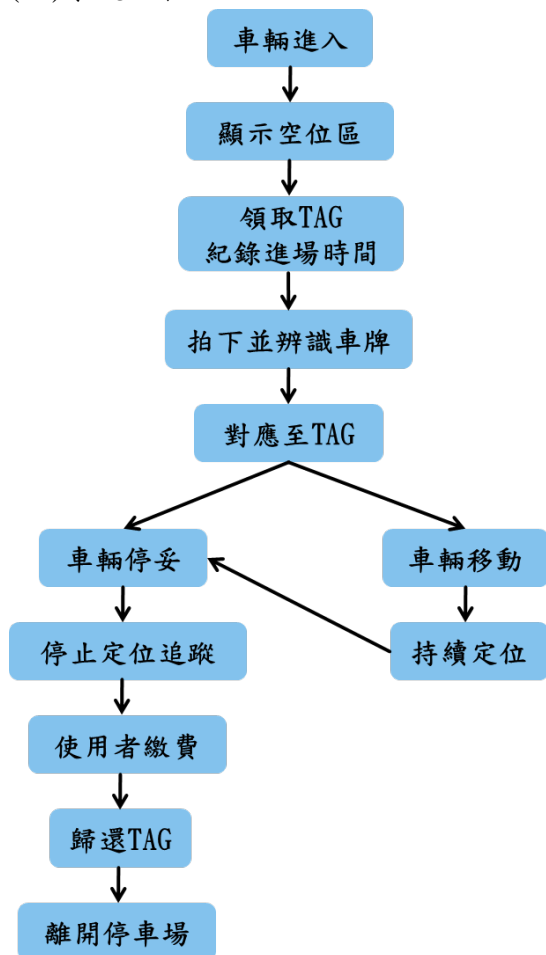 車輛進入
顯示空位區
領取TAG
紀錄進場時間
拍下並辨識車牌
對應至TAG
車輛停妥
車輛移動
停止定位追蹤
持續定位
使用者繳費
歸還TAG
離開停車場